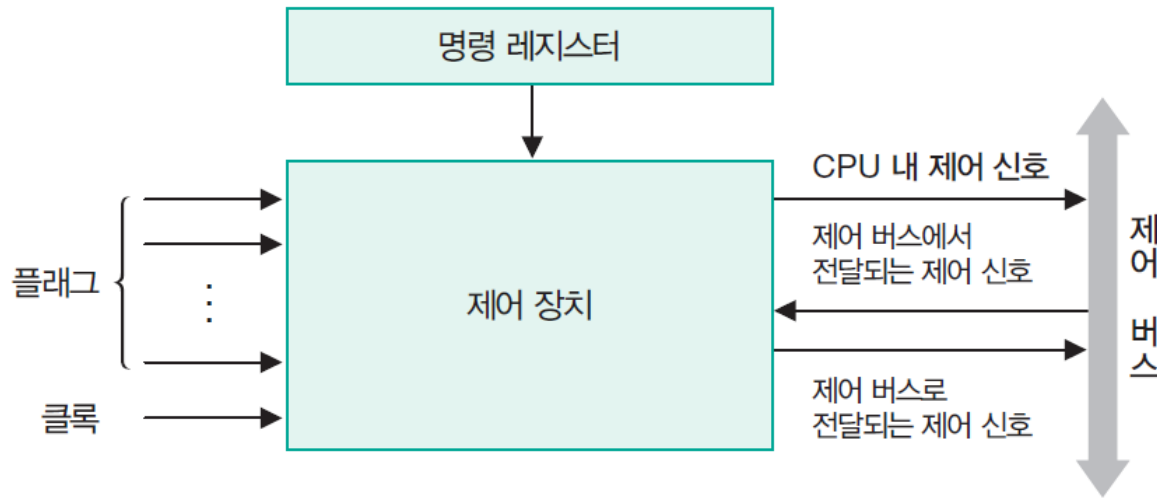 명령 레지스터
CPU 내 제어 신호
제어 버스에서
전달되는 제어 신호
플래그
⋮
제어 장치
제어 버스
클록
제어 버스로
전달되는 제어 신호